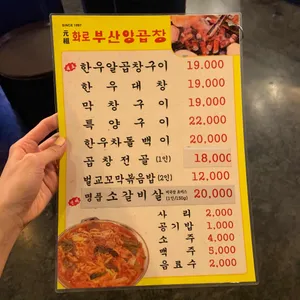 SINCE 1967
元祖 화로 부산양곱창
한우알곱창구이 19,000
한우대창 19,000
막창구이 19,000
특양구이 22,000
한우차돌백이 20,000
곱창전골 (1인) 18,000
벌교꼬막볶음밥 (2인) 12,000
명품 소갈비살 (1인/150g) 20,000
사리 2,000
공기밥 1,000
소주 4,000
맥주 5,000
음료수 2,000